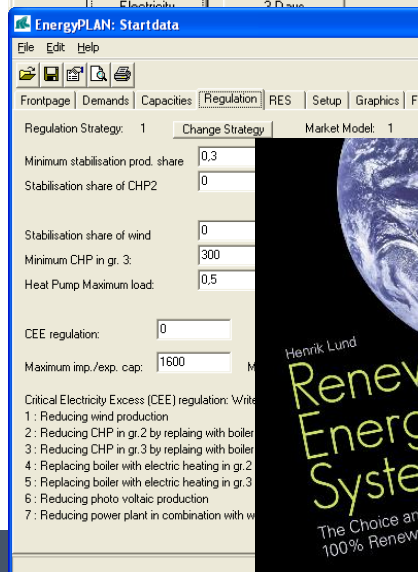 Electricity 3 Days
EnergyPLAN: Startdata
File Edit Help
Frontpage Demands Capacities Regulation RES Setup Graphics F
Regulation Strategy: 1 Change Strategy Market Model: 1
Minimum stabilisation prod. share 0,3
Stabilisation share of CHP2 0
Stabilisation share of wind 0
Minimum CHP in gr. 3: 300
Heat Pump Maximum load: 0,5
CEE regulation: 0
Maximum imp./exp. cap: 1600 M
Critical Electricity Excess (CEE) regulation: Write
1 : Reducing wind production
2 : Reducing CHP in gr.2 by replaing with boiler
3 : Reducing CHP in gr.3 by replaing with boiler
4 : Replacing boiler with electric heating in gr.2
5 : Replacing boiler with electric heating in gr.3
6 : Reducing photo voltaic production
7 : Reducing power plant in combination with w
Henrik Lund
Renew
Energ
Syste
The Choice an
100% Renew